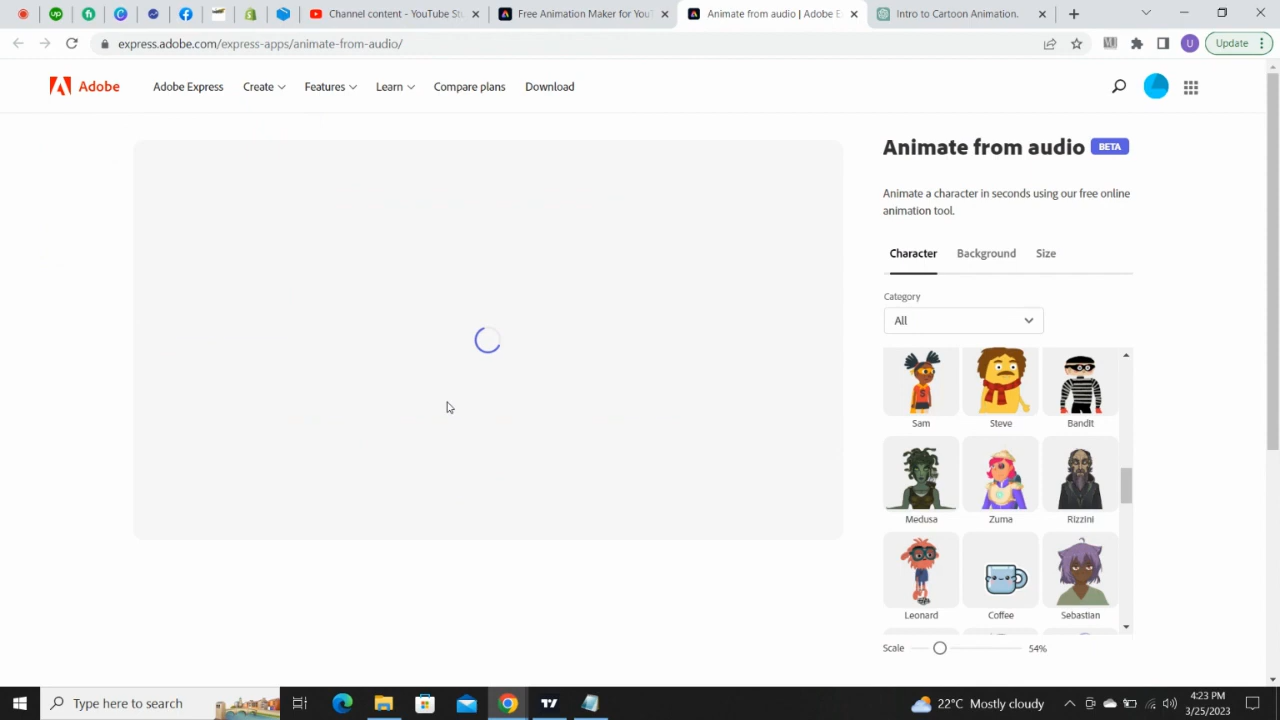 Channel content - YouTube St
Free Animation Maker for YouT
Animate from audio | Adobe E
Intro to Cartoon Animation.
express.adobe.com/express-apps/animate-from-audio/
Update
Adobe
Adobe Express
Create
Features
Learn
Compare plans
Download
Animate from audio
BETA
Animate a character in seconds using our free online
animation tool.
Character
Background
Size
Category
All
Sam
Steve
Bandit
Medusa
Zuma
Rizzini
Leonard
Coffee
Sebastian
Scale
54%
Type here to search
22°C Mostly cloudy
4:23 PM
3/25/2023